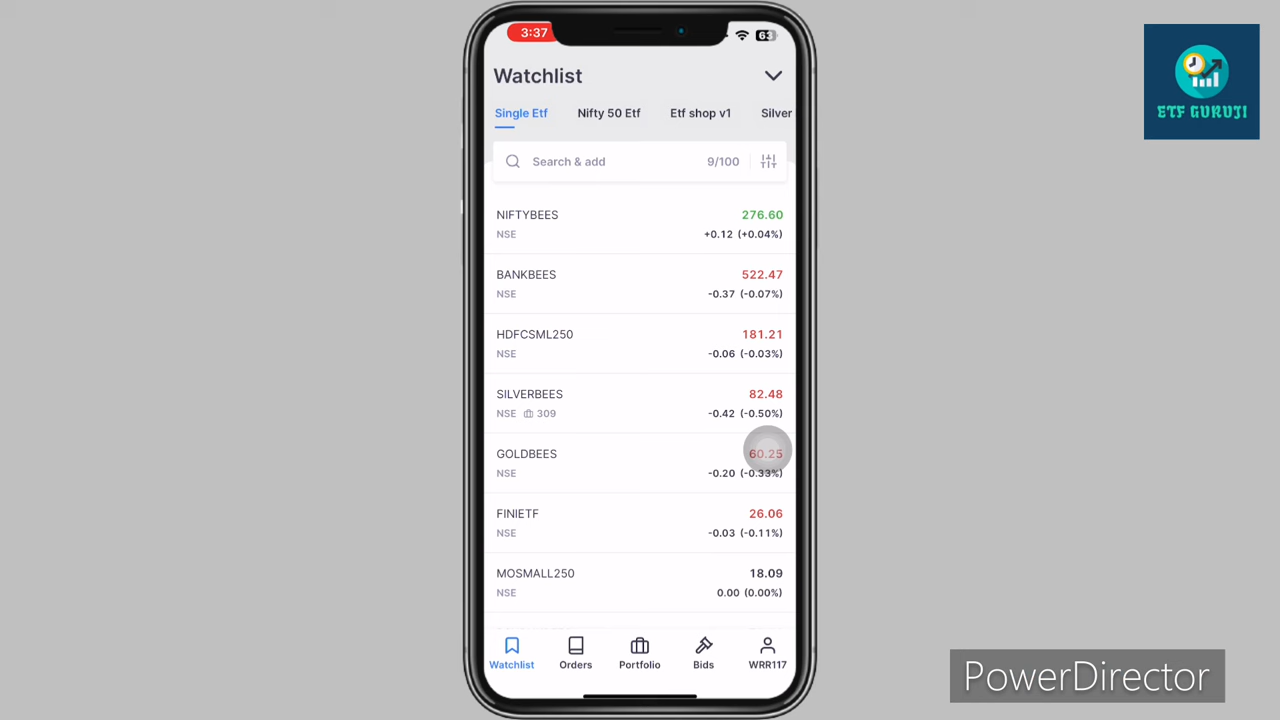 3:37
63
Watchlist
Single Etf Nifty 50 Etf Etf shop v1 Silver
Search & add 9/100
NIFTYBEES 276.60
NSE +0.12 (+0.04%)
BANKBEES 522.47
NSE -0.37 (-0.07%)
HDFCSML250 181.21
NSE -0.06 (-0.03%)
SILVERBEES 82.48
NSE 309 -0.42 (-0.50%)
GOLDBEES 60.25
NSE -0.20 (-0.33%)
FINIETF 26.06
NSE -0.03 (-0.11%)
MOSMALL250 18.09
NSE 0.00 (0.00%)
Watchlist Orders Portfolio Bids WRR117
ETF GURUJI
PowerDirector